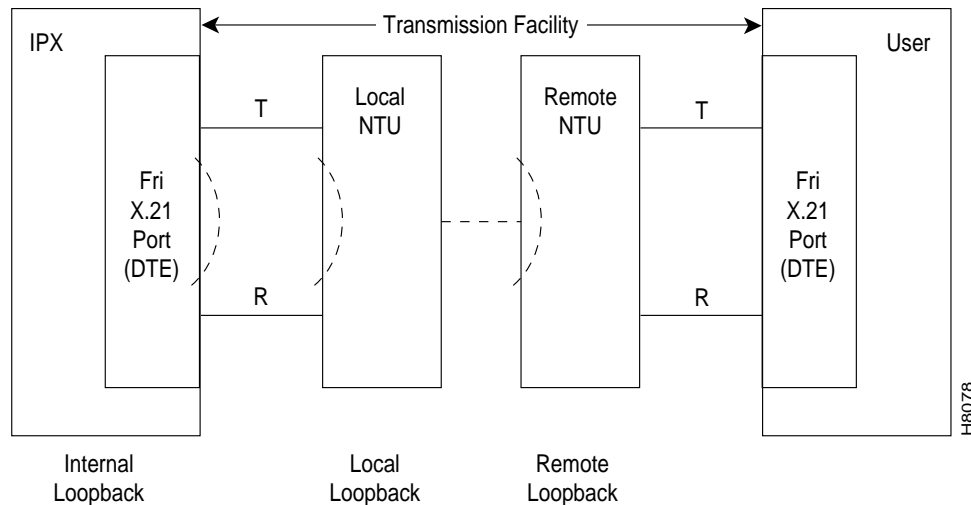 Transmission Facility
IPX
User
Local
NTU
Remote
NTU
T
T
Fri
X.21
Port
(DTE)
Fri
X.21
Port
(DTE)
R
R
H8078
Internal
Loopback
Local
Loopback
Remote
Loopback